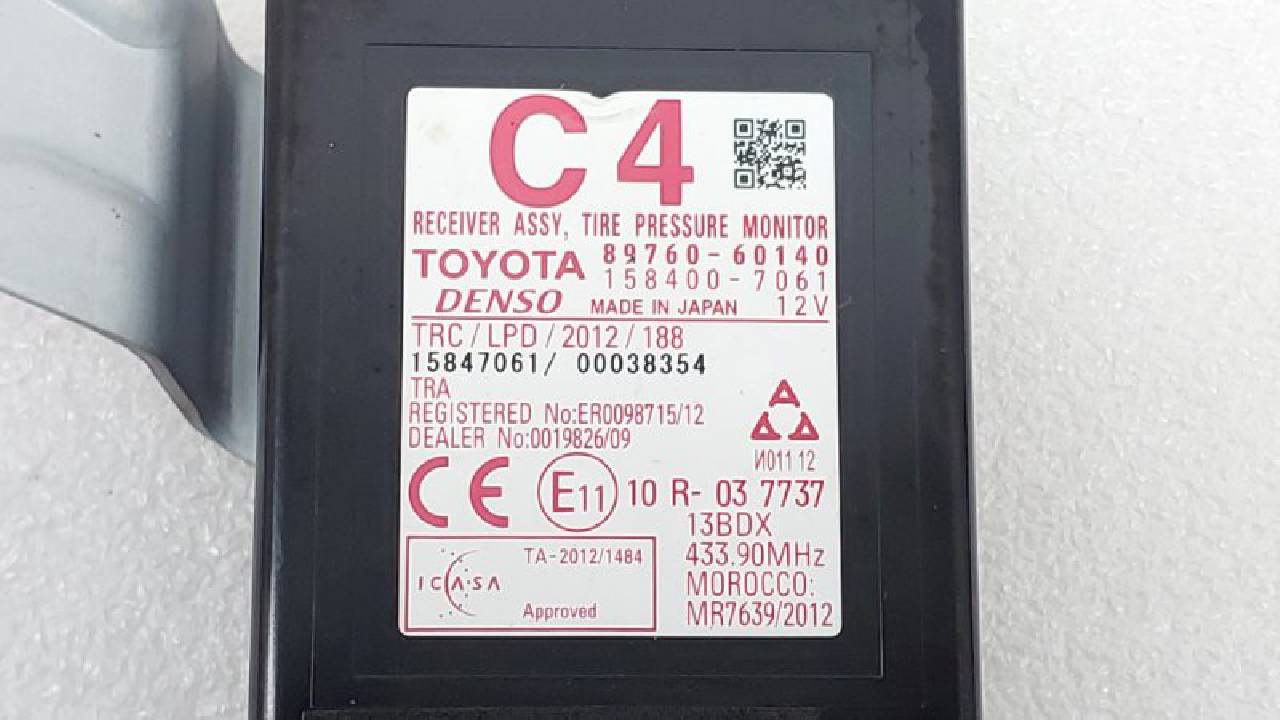 C4
RECEIVER ASSY, TIRE PRESSURE MONITOR
TOYOTA 89760-60140
158400-7061
DENSO MADE IN JAPAN 12V
TRC/LPD/2012/188
15847061/ 00038354
TRA
REGISTERED No:ER0098715/12
DEALER No:0019826/09
И011 12
CE E11 10 R- 03 7737
13BDX
TA-2012/1484 433.90MHz
ICASA MOROCCO:
Approved MR7639/2012